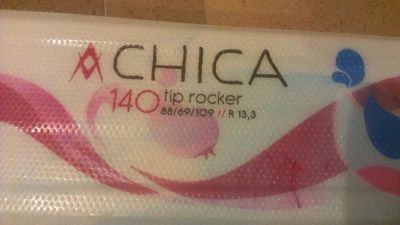 CHICA
140 tip rocker
88/69/109 // R 13,3